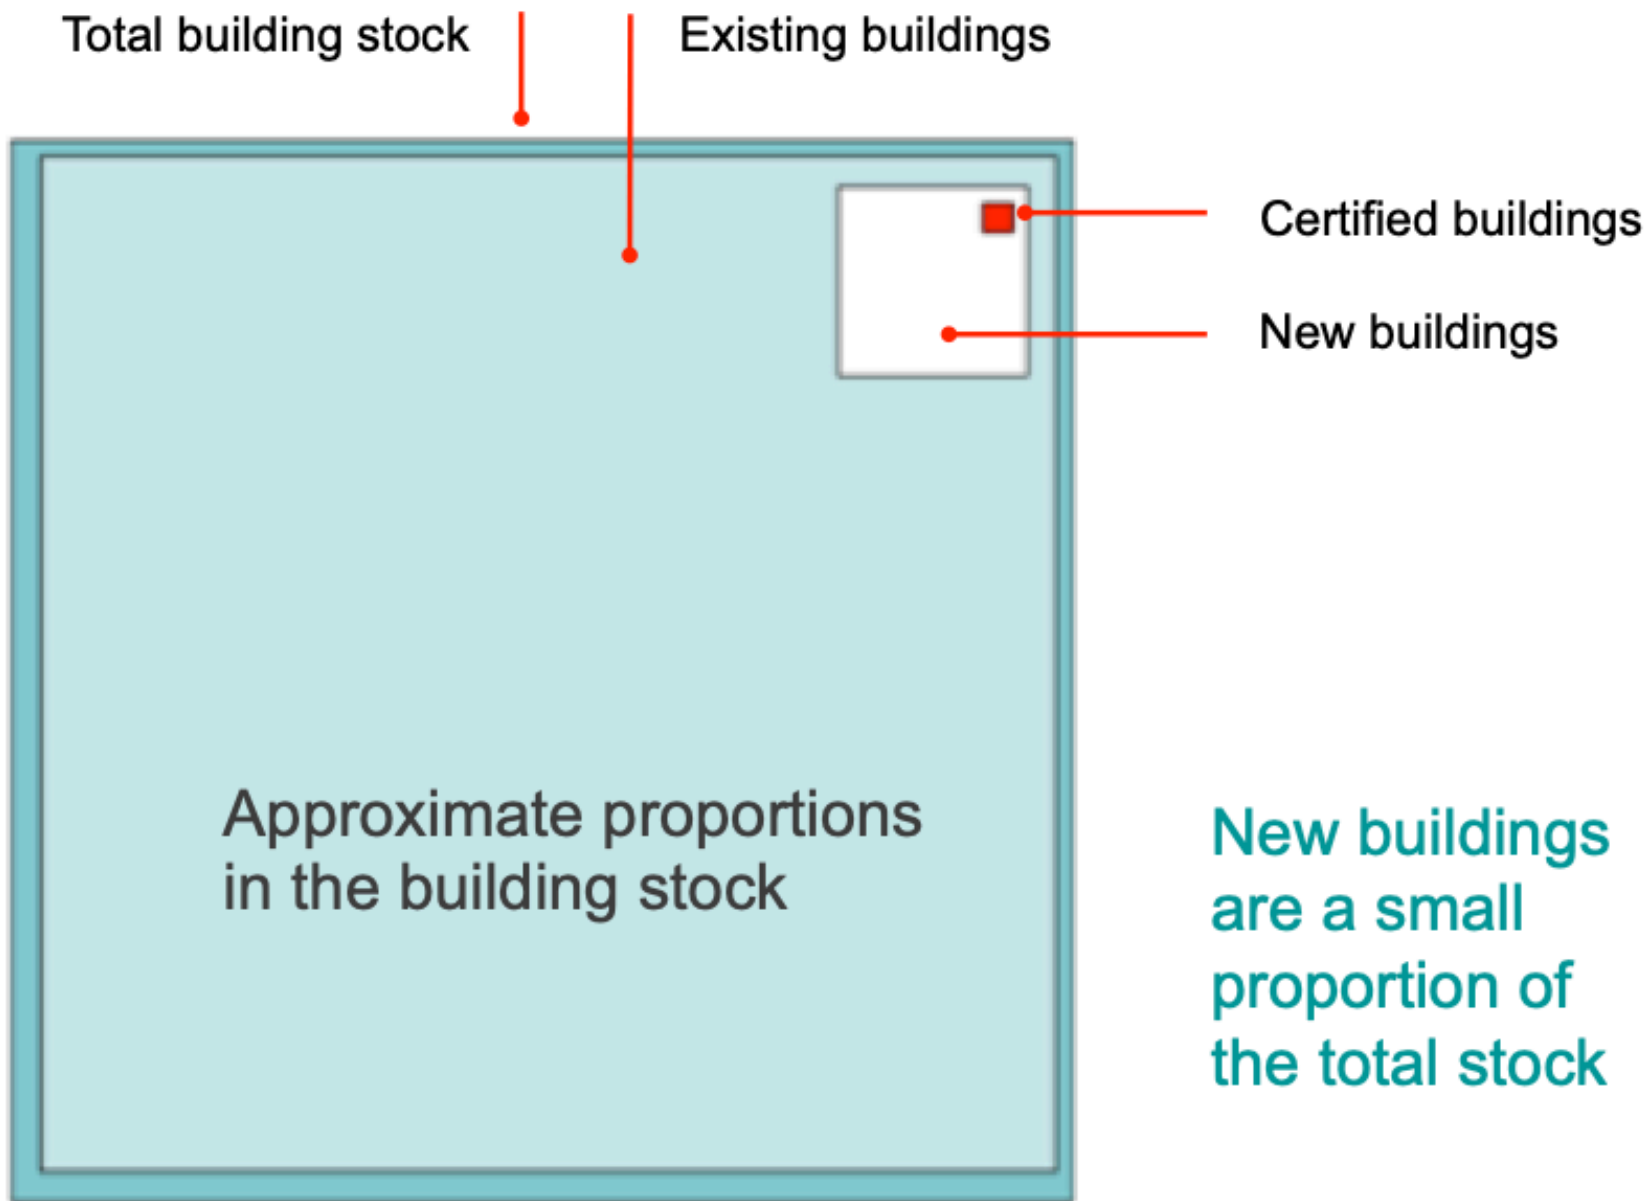 Total building stock
Existing buildings
Certified buildings
New buildings
Approximate proportions
in the building stock
New buildings
are a small
proportion of
the total stock